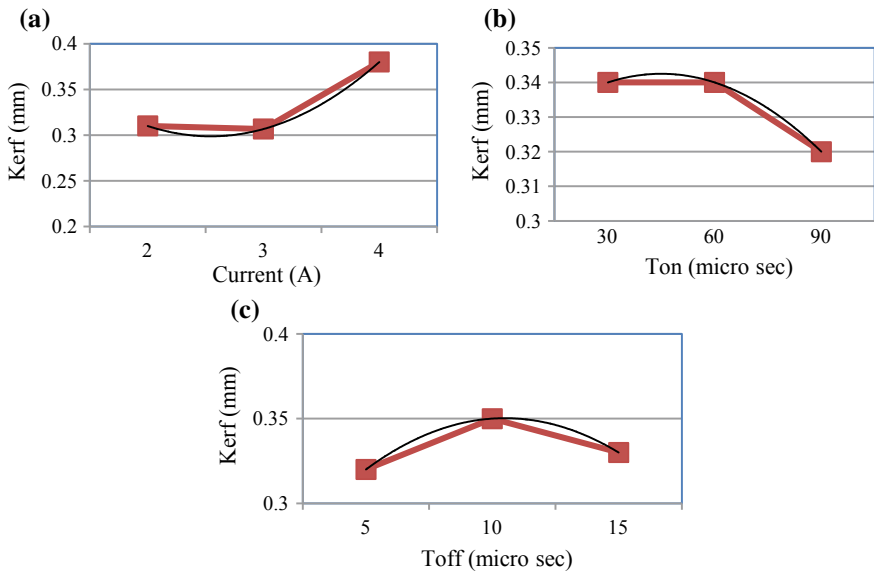 (a)
0.4
0.35
0.3
0.25
0.2
Kerf (mm)
2 3 4
Current (A)
(b)
0.35
0.34
0.33
0.32
0.31
0.3
Kerf (mm)
30 60 90
Ton (micro sec)
(c)
0.4
0.35
0.3
Kerf (mm)
5 10 15
Toff (micro sec)